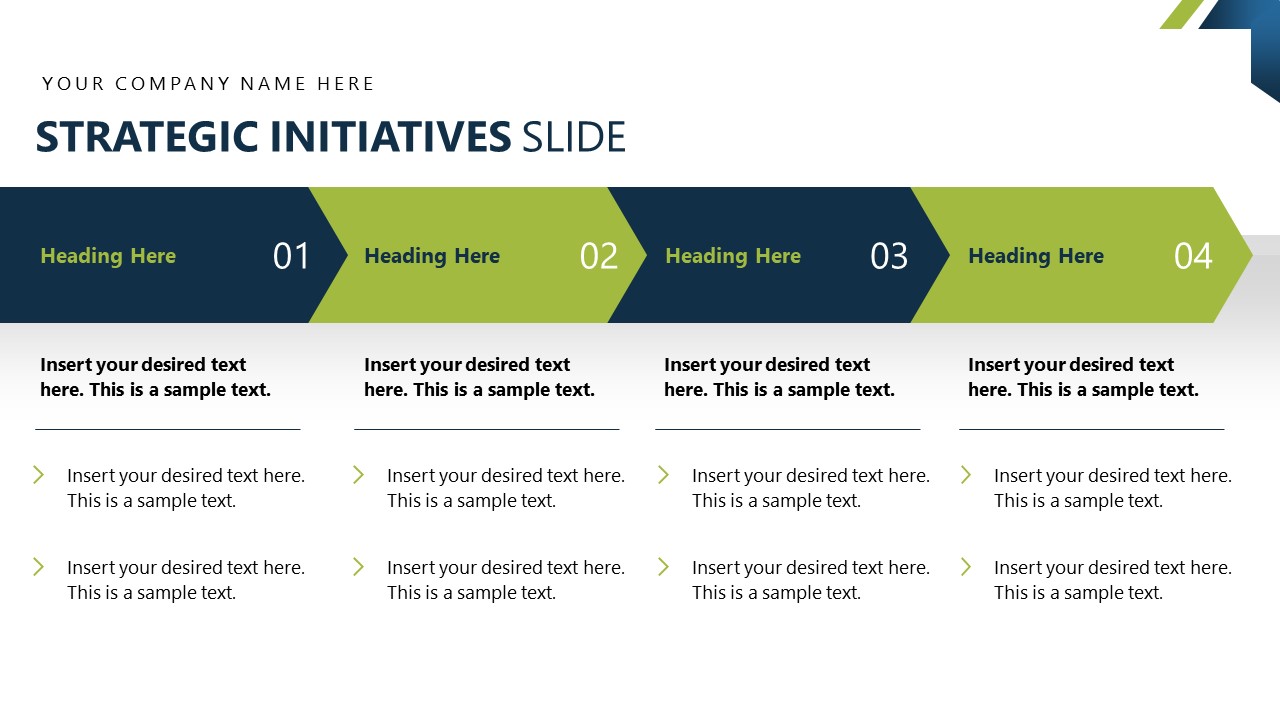 YOUR COMPANY NAME HERE
STRATEGIC INITIATIVES SLIDE
Heading Here 01
Heading Here 02
Heading Here 03
Heading Here 04
Insert your desired text
here. This is a sample text.
Insert your desired text here.
This is a sample text.
Insert your desired text here.
This is a sample text.
Insert your desired text
here. This is a sample text.
Insert your desired text here.
This is a sample text.
Insert your desired text here.
This is a sample text.
Insert your desired text
here. This is a sample text.
Insert your desired text here.
This is a sample text.
Insert your desired text here.
This is a sample text.
Insert your desired text
here. This is a sample text.
Insert your desired text here.
This is a sample text.
Insert your desired text here.
This is a sample text.